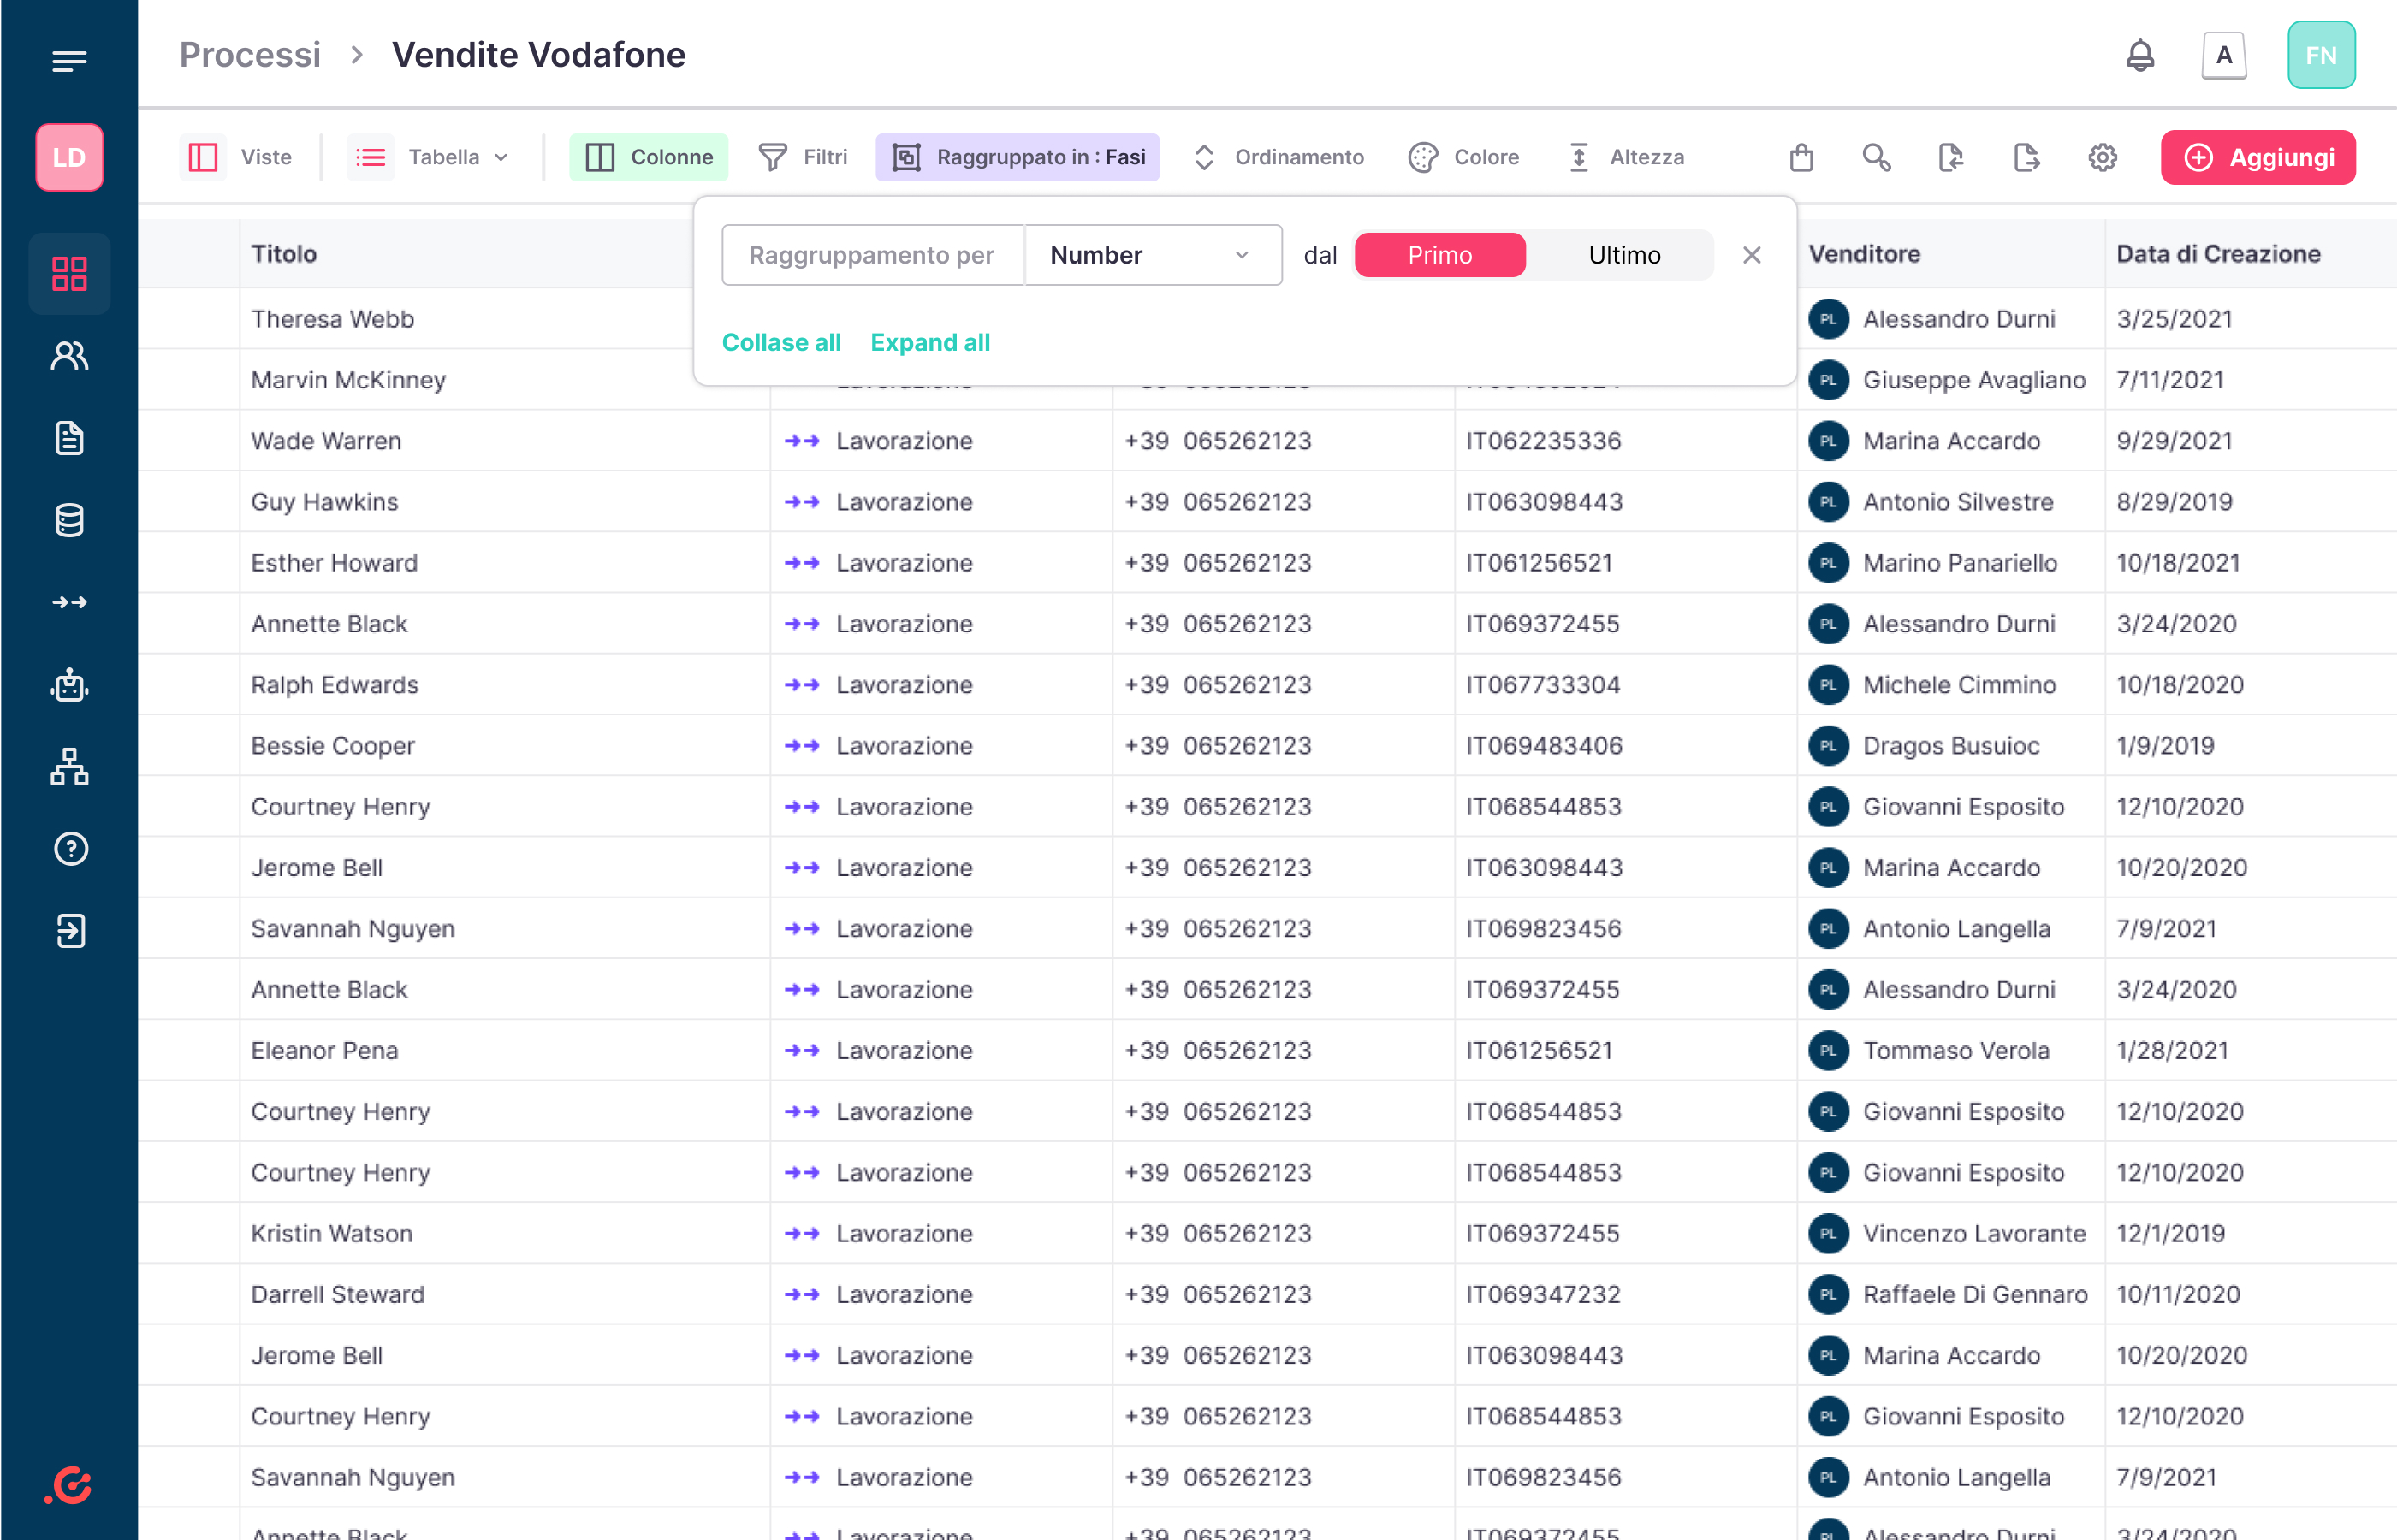 Processi > Vendite Vodafone A FN
LD Viste Tabella Colonne Filtri Raggruppato in : Fasi Ordinamento Colore Altezza Aggiungi
Titolo Venditore Data di Creazione
Raggruppamento per Number dal Primo Ultimo
Collase all Expand all
Theresa Webb PL Alessandro Durni 3/25/2021
Marvin McKinney PL Giuseppe Avagliano 7/11/2021
Wade Warren Lavorazione +39 065262123 IT062235336 PL Marina Accardo 9/29/2021
Guy Hawkins Lavorazione +39 065262123 IT063098443 PL Antonio Silvestre 8/29/2019
Esther Howard Lavorazione +39 065262123 IT061256521 PL Marino Panariello 10/18/2021
Annette Black Lavorazione +39 065262123 IT069372455 PL Alessandro Durni 3/24/2020
Ralph Edwards Lavorazione +39 065262123 IT067733304 PL Michele Cimmino 10/18/2020
Bessie Cooper Lavorazione +39 065262123 IT069483406 PL Dragos Busuioc 1/9/2019
Courtney Henry Lavorazione +39 065262123 IT068544853 PL Giovanni Esposito 12/10/2020
Jerome Bell Lavorazione +39 065262123 IT063098443 PL Marina Accardo 10/20/2020
Savannah Nguyen Lavorazione +39 065262123 IT069823456 PL Antonio Langella 7/9/2021
Annette Black Lavorazione +39 065262123 IT069372455 PL Alessandro Durni 3/24/2020
Eleanor Pena Lavorazione +39 065262123 IT061256521 PL Tommaso Verola 1/28/2021
Courtney Henry Lavorazione +39 065262123 IT068544853 PL Giovanni Esposito 12/10/2020
Courtney Henry Lavorazione +39 065262123 IT068544853 PL Giovanni Esposito 12/10/2020
Kristin Watson Lavorazione +39 065262123 IT069372455 PL Vincenzo Lavorante 12/1/2019
Darrell Steward Lavorazione +39 065262123 IT069347232 PL Raffaele Di Gennaro 10/11/2020
Jerome Bell Lavorazione +39 065262123 IT063098443 PL Marina Accardo 10/20/2020
Courtney Henry Lavorazione +39 065262123 IT068544853 PL Giovanni Esposito 12/10/2020
Savannah Nguyen Lavorazione +39 065262123 IT069823456 PL Antonio Langella 7/9/2021
Annette Black Lavorazione +39 065262123 IT069372455 PL Alessandro Durni 3/24/2020